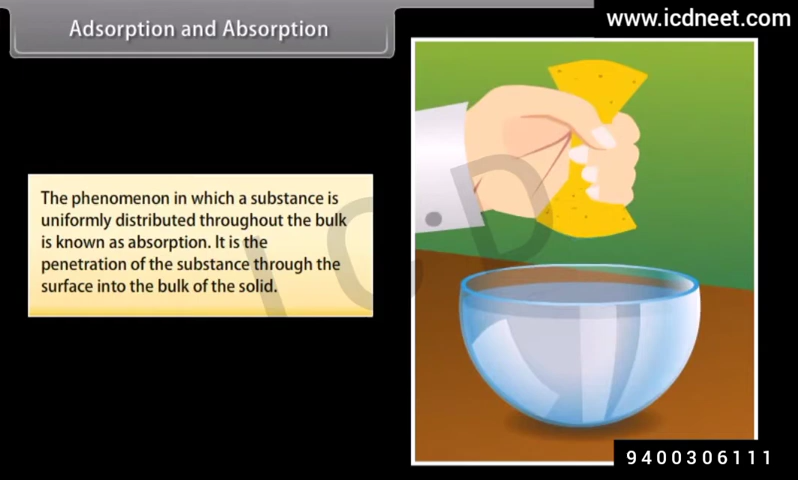 Adsorption and Absorption
www.icdneet.com
The phenomenon in which a substance is
uniformly distributed throughout the bulk
is known as absorption. It is the
penetration of the substance through the
surface into the bulk of the solid.
ICD
9400306111